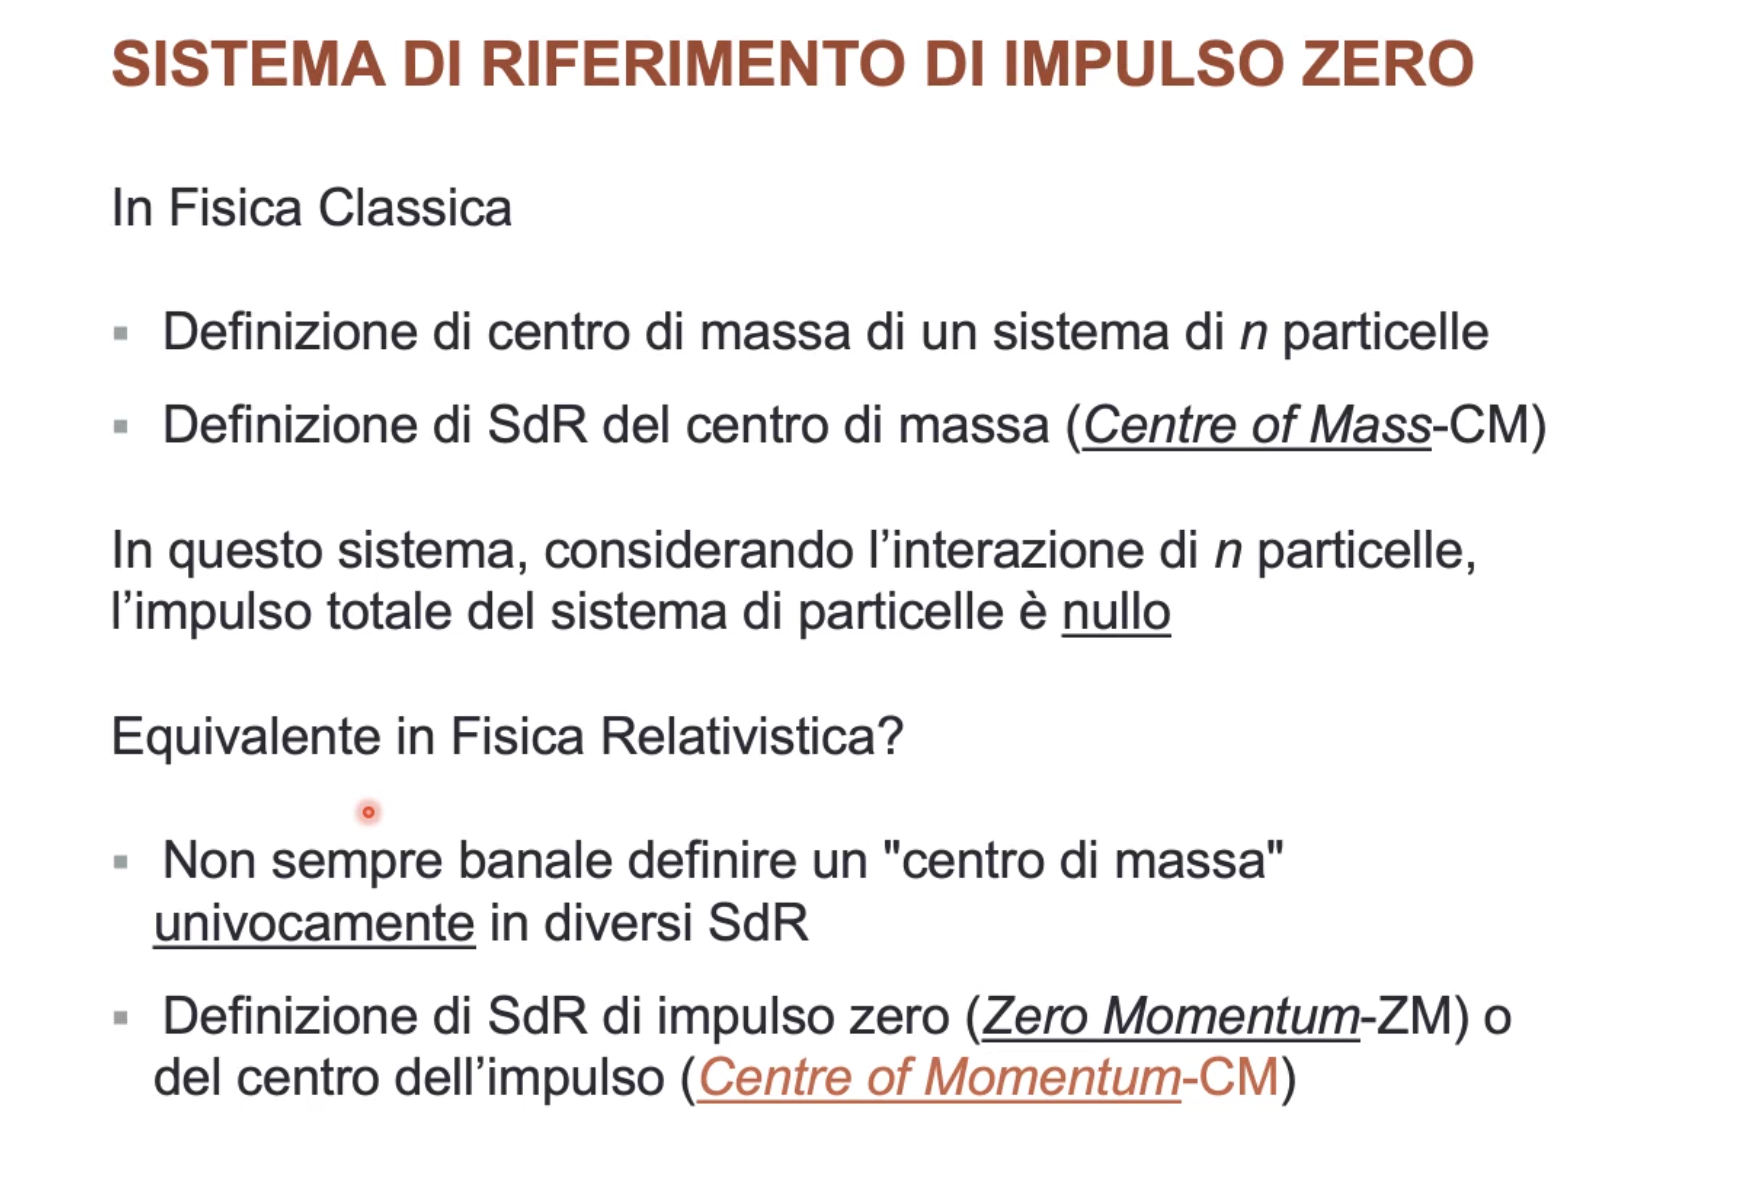 SISTEMA DI RIFERIMENTO DI IMPULSO ZERO
In Fisica Classica
▪ Definizione di centro di massa di un sistema di n particelle
▪ Definizione di SdR del centro di massa (Centre of Mass-CM)
In questo sistema, considerando l’interazione di n particelle,
l’impulso totale del sistema di particelle è nullo
Equivalente in Fisica Relativistica?
▪ Non sempre banale definire un "centro di massa"
univocamente in diversi SdR
▪ Definizione di SdR di impulso zero (Zero Momentum-ZM) o
del centro dell’impulso (Centre of Momentum-CM)